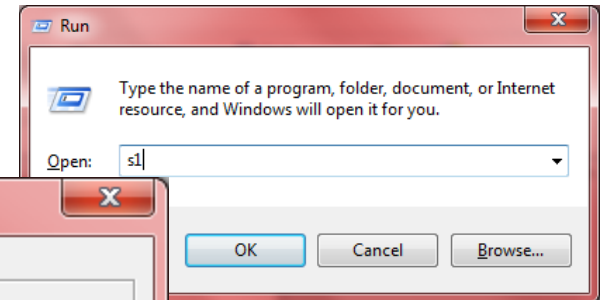 Run
Type the name of a program, folder, document, or Internet
resource, and Windows will open it for you.
Open: s1
OK Cancel Browse...